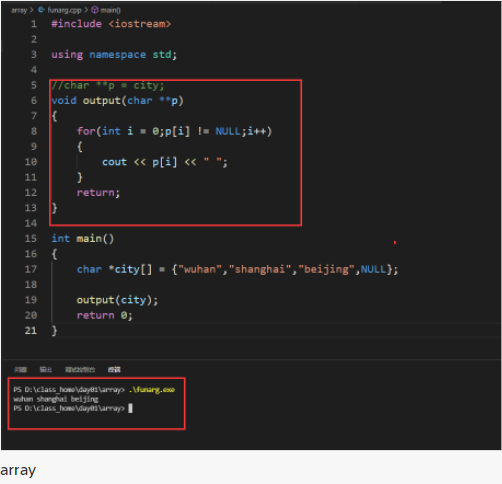 array > funarg.cpp > main()
1 #include <iostream>
2
3 using namespace std;
4
5 //char **p = city;
6 void output(char **p)
7 {
8 for(int i = 0;p[i] != NULL;i++)
9 {
10 cout << p[i] << " ";
11 }
12 return;
13 }
14
15 int main()
16 {
17 char *city[] = {"wuhan","shanghai","beijing",NULL};
18
19 output(city);
20 return 0;
21 }
问题 输出 调试控制台 终端
PS D:\class_home\day01\array> .\funarg.exe
wuhan shanghai beijing
PS D:\class_home\day01\array>
array